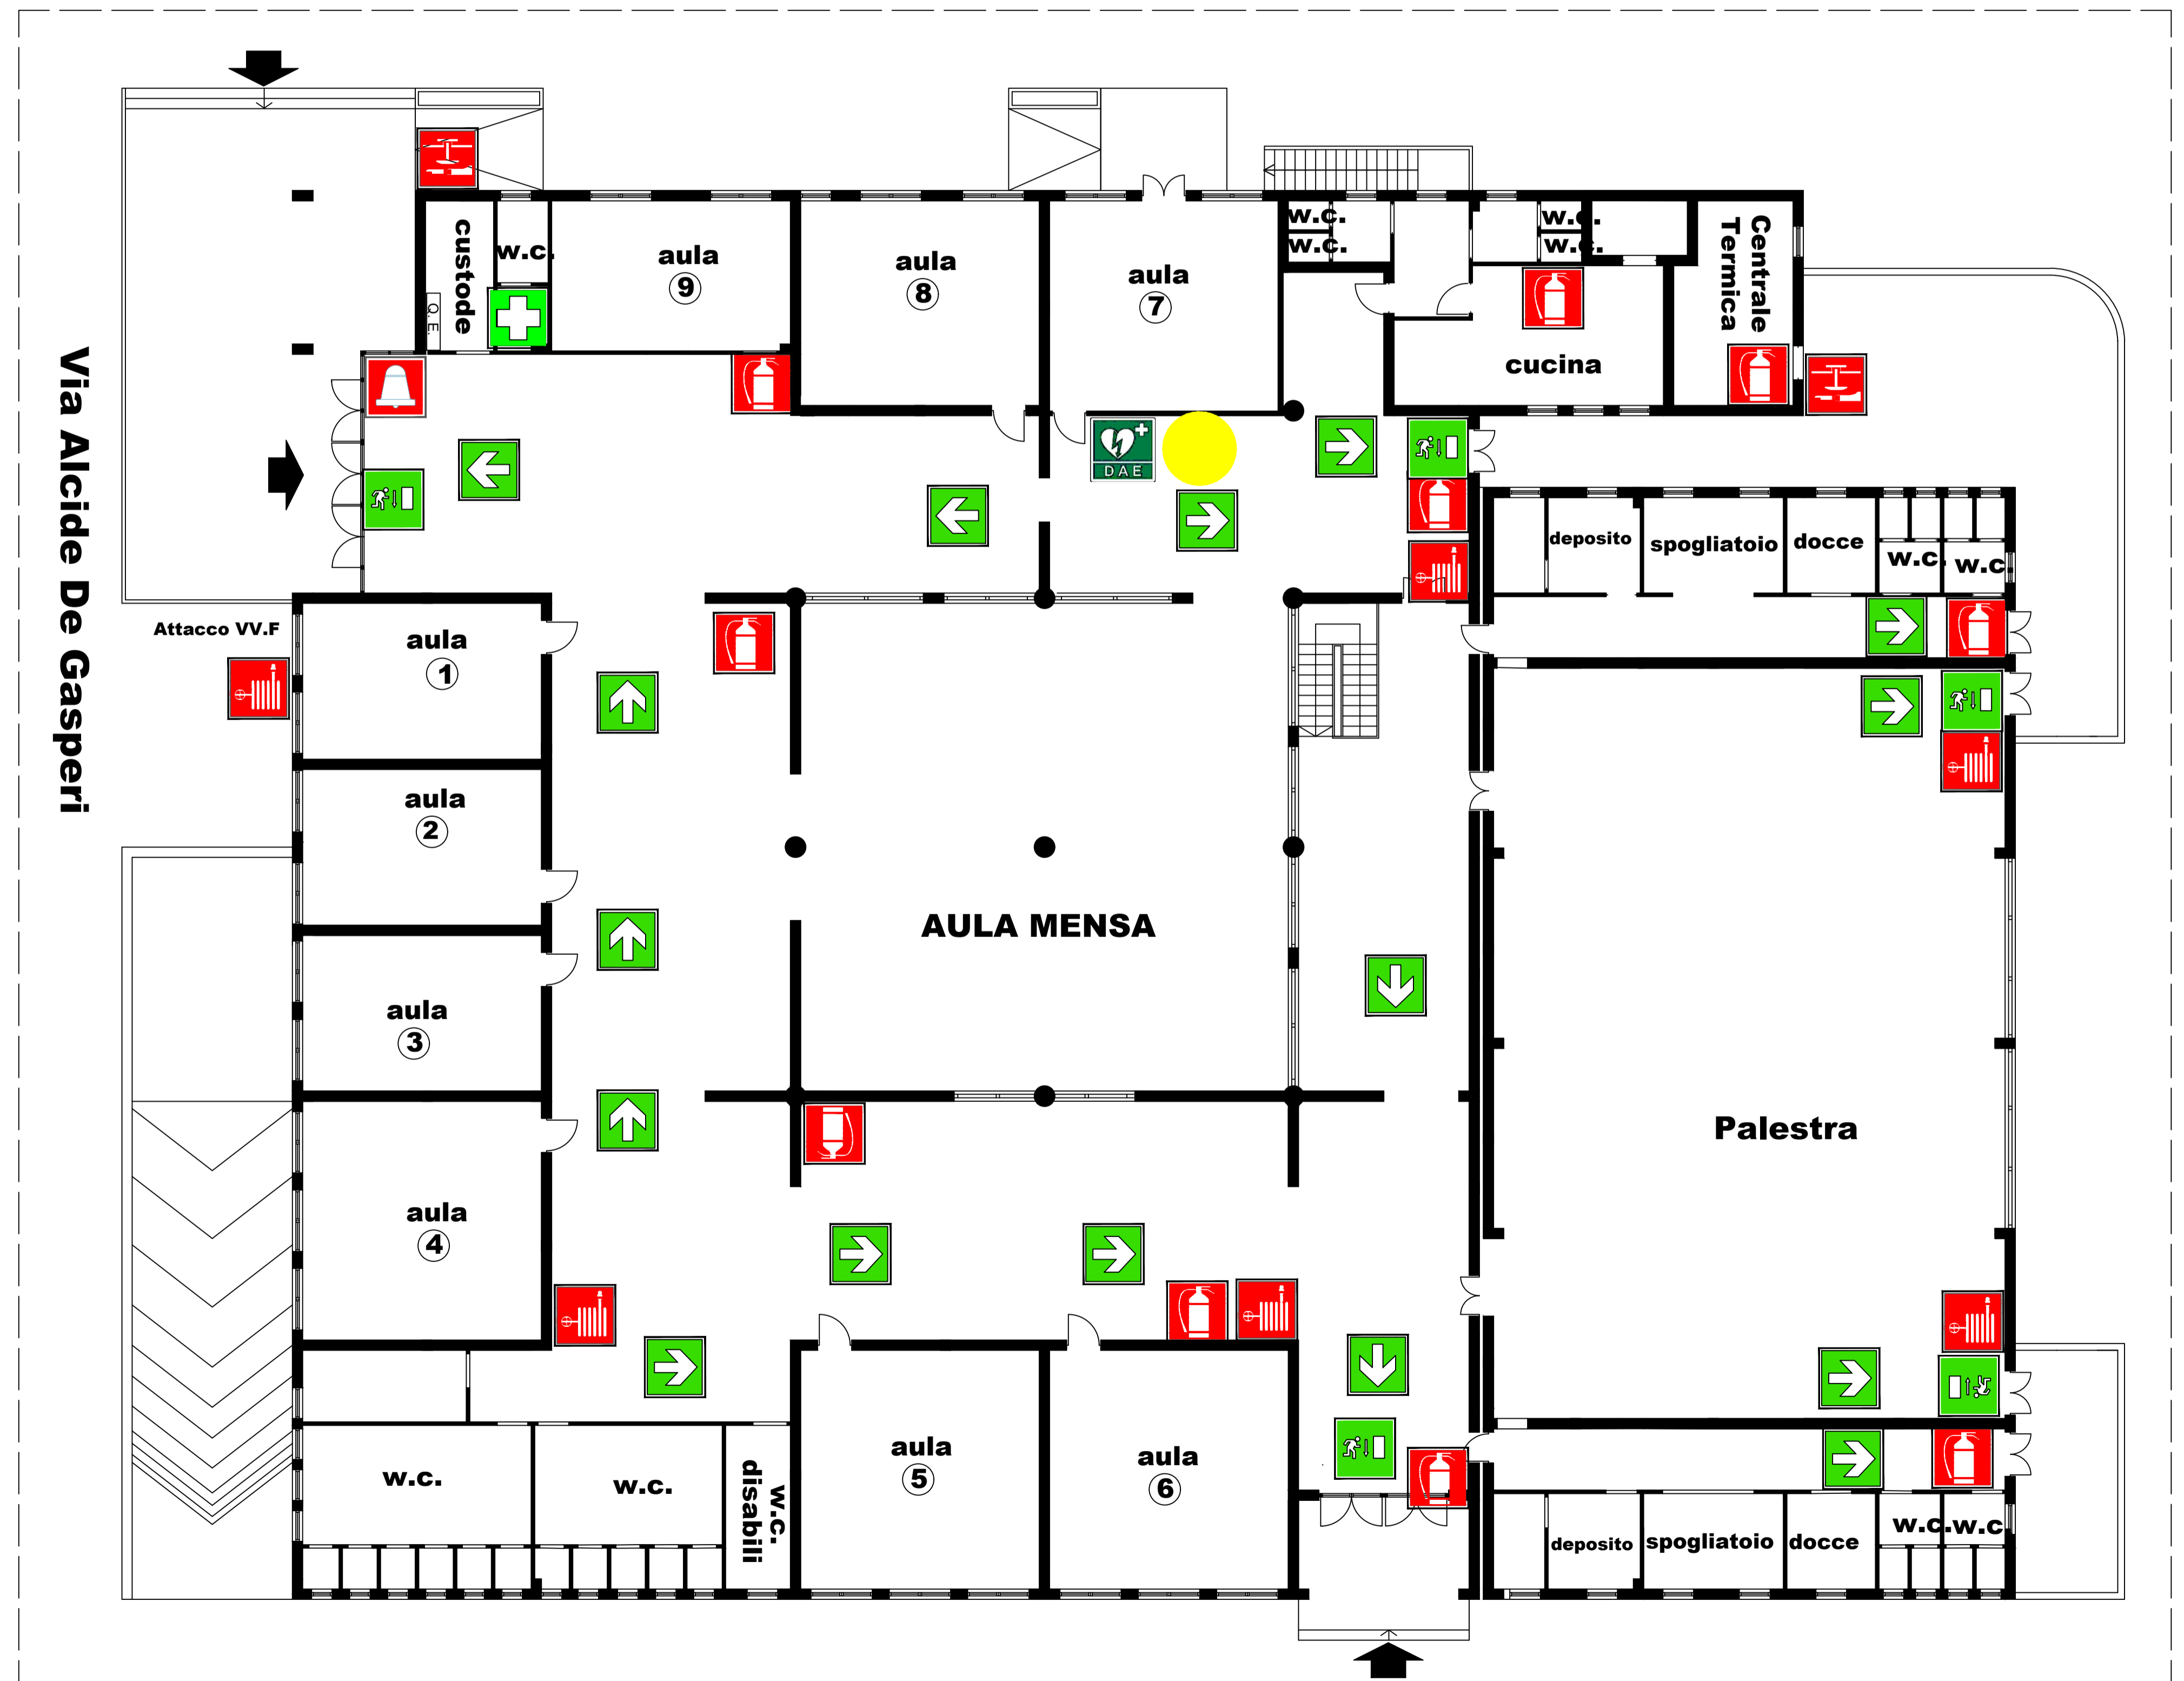 w.c.
w.c.
w.c.
w.c.
custode
w.c.
aula
9
aula
8
aula
7
Centrale
Termica
Q.E.
cucina
DAE
Via Alcide De Gasperi
deposito
spogliatoio
docce
w.c.
w.c.
Attacco VV.F
aula
1
aula
2
AULA MENSA
aula
3
Palestra
aula
4
aula
5
aula
6
w.c.
w.c.
w.c.
disabili
deposito
spogliatoio
docce
w.c.
w.c.